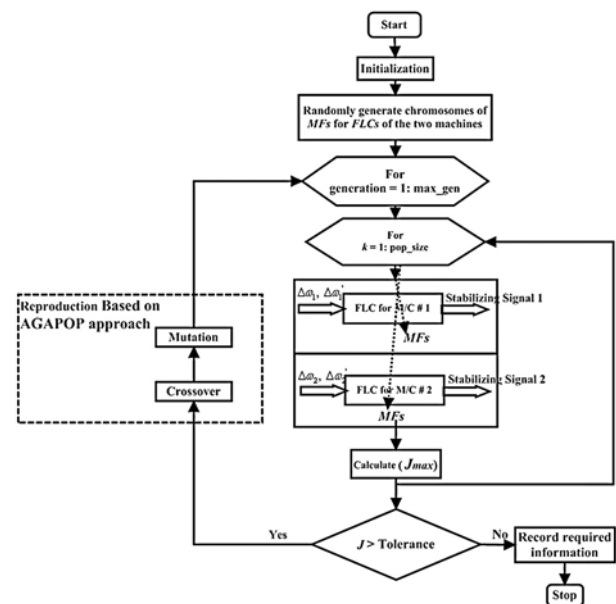 Start
Initialization
Randomly generate chromosomes of
MFs for FLCs of the two machines
For
generation = 1: max_gen
For
k = 1: pop_size
Δω₁, Δω₁'
FLC for M/C # 1
Stabilizing Signal 1
MFs
Δω₂, Δω₂'
FLC for M/C # 2
Stabilizing Signal 2
MFs
Reproduction Based on
AGAPOP approach
Mutation
Crossover
Calculate (Jmax)
Yes
J > Tolerance
No
Record required
information
Stop